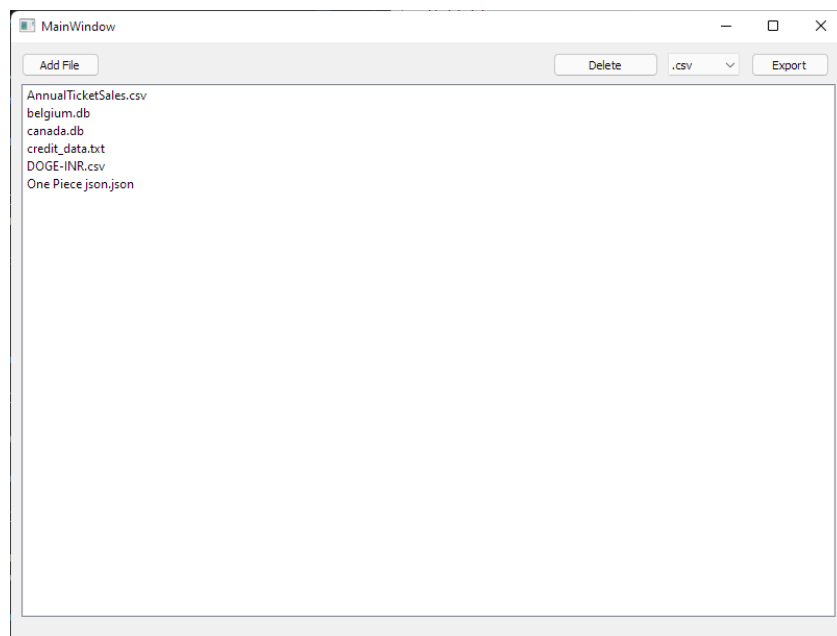 MainWindow
Add File Delete .csv Export
AnnualTicketSales.csv
belgium.db
canada.db
credit_data.txt
DOGE-INR.csv
One Piece json.json